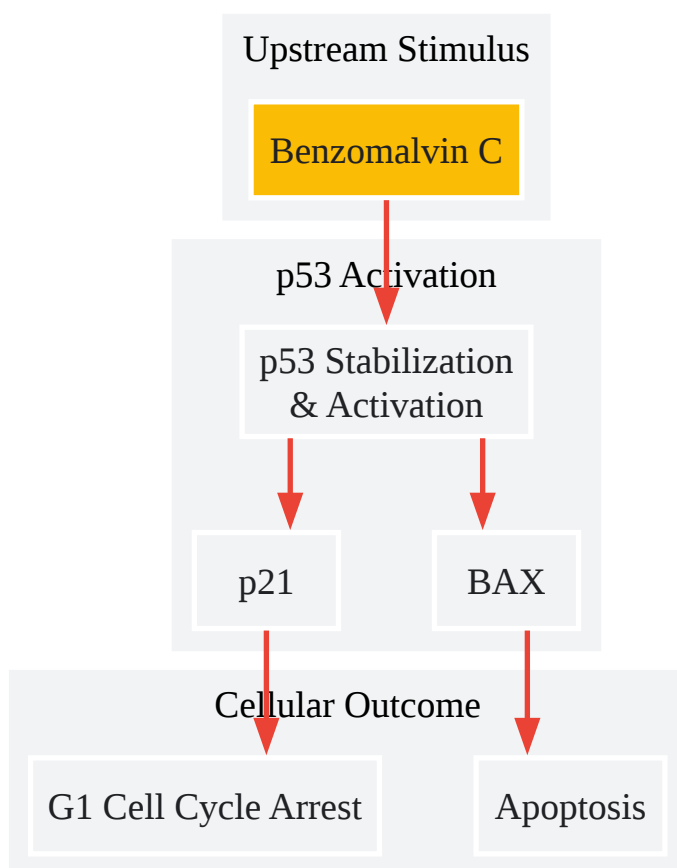 Upstream Stimulus
Benzomalvin C
p53 Activation
p53 Stabilization
& Activation
p21
BAX
Cellular Outcome
G1 Cell Cycle Arrest
Apoptosis